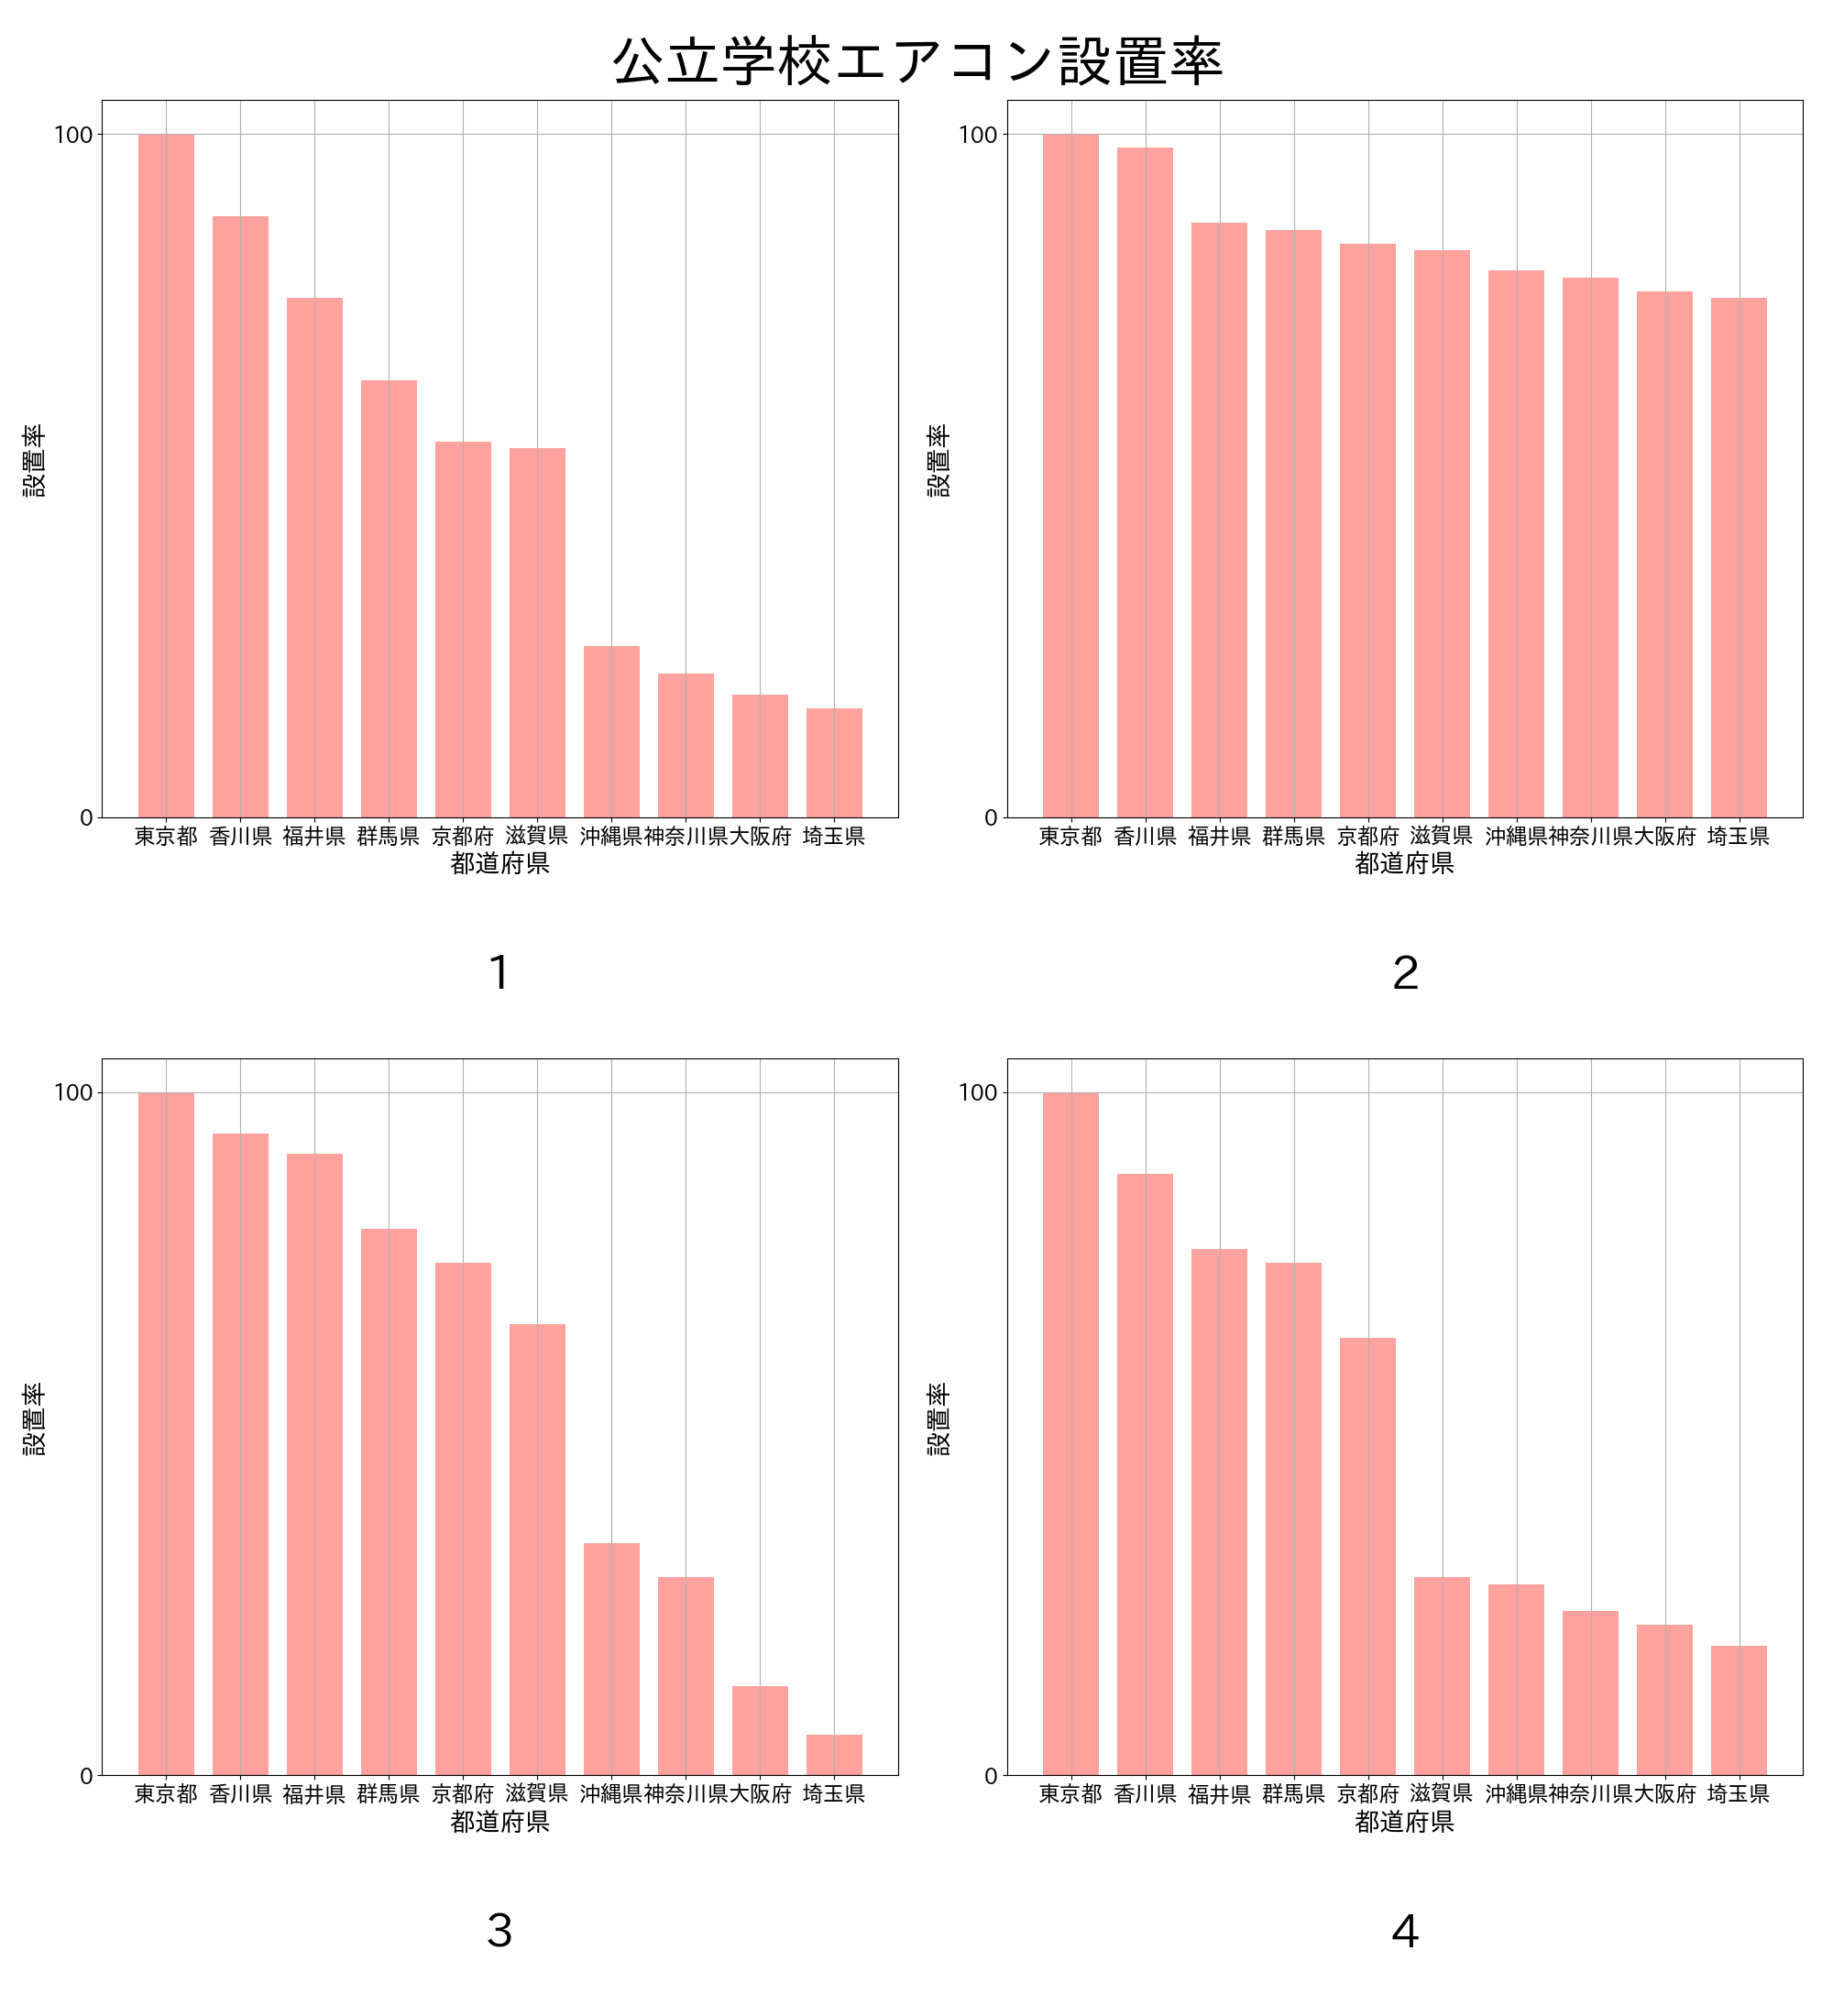 公立学校エアコン設置率
100
0
設置率
東京都 香川県 福井県 群馬県 京都府 滋賀県 沖縄県 神奈川県 大阪府 埼玉県
都道府県
1
100
0
設置率
東京都 香川県 福井県 群馬県 京都府 滋賀県 沖縄県 神奈川県 大阪府 埼玉県
都道府県
2
100
0
設置率
東京都 香川県 福井県 群馬県 京都府 滋賀県 沖縄県 神奈川県 大阪府 埼玉県
都道府県
3
100
0
設置率
東京都 香川県 福井県 群馬県 京都府 滋賀県 沖縄県 神奈川県 大阪府 埼玉県
都道府県
4